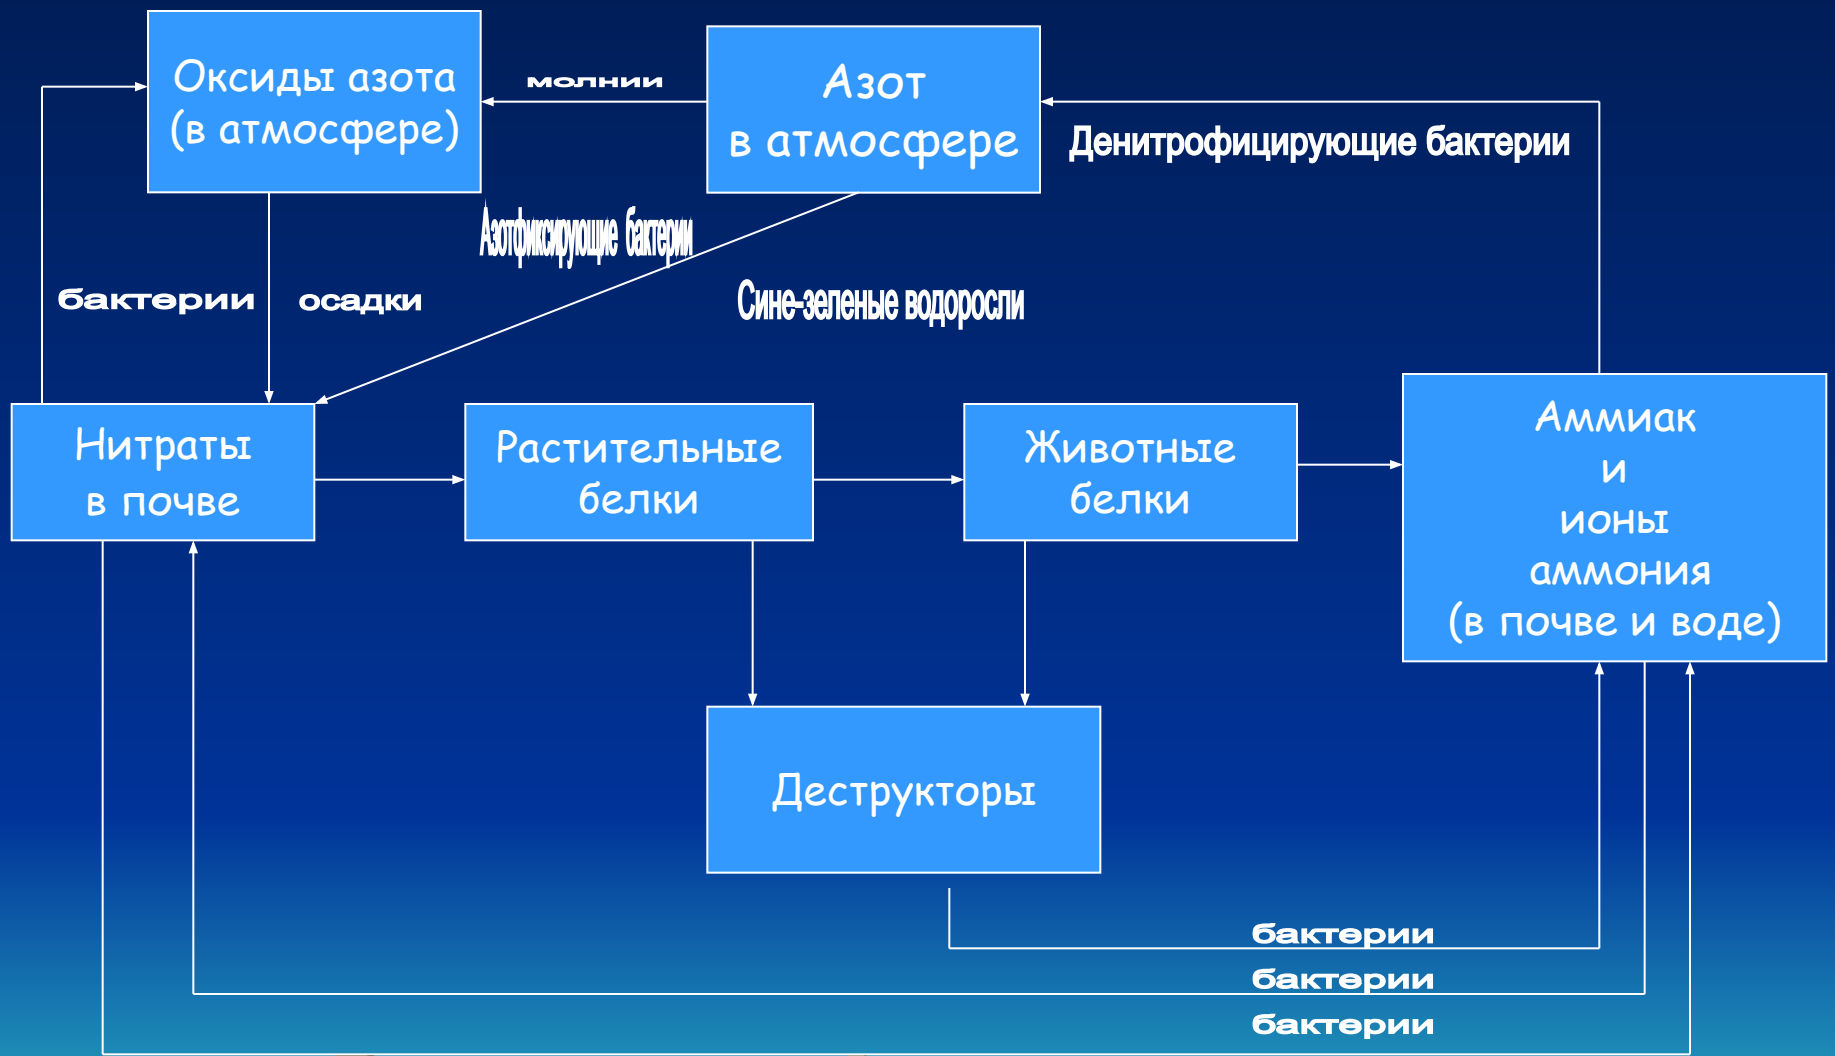 Оксиды азота
(в атмосфере)
молнии
Азот
в атмосфере
Денитрофицирующие бактерии
Азотфиксирующие бактерии
Сине-зеленые водоросли
бактерии
осадки
Нитраты
в почве
Растительные
белки
Животные
белки
Аммиак
и
ионы
аммония
(в почве и воде)
Деструкторы
бактерии
бактерии
бактерии